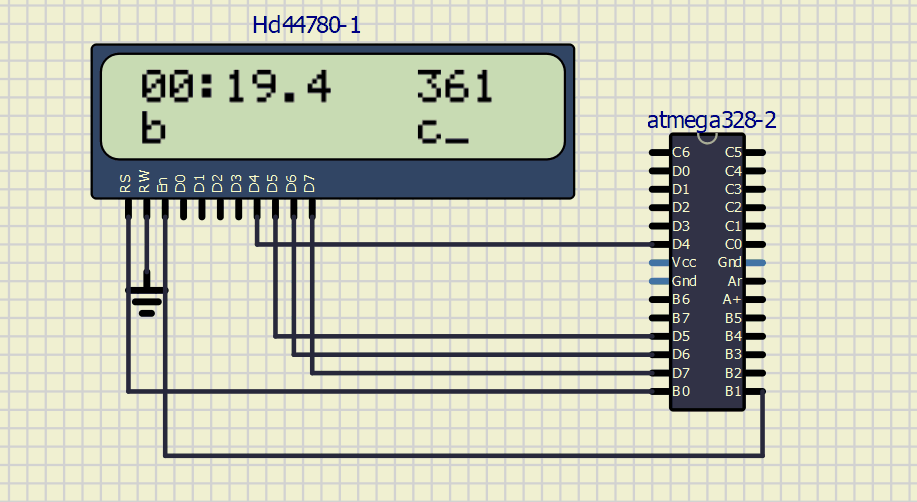 Hd44780-1
00:19.4 361
b c_
RS RW En D0 D1 D2 D3 D4 D5 D6 D7
atmega328-2
C6 C5
D0 C4
D1 C3
D2 C2
D3 C1
D4 C0
Vcc Gnd
Gnd Ar
B6 A+
B7 B5
D5 B4
D6 B3
D7 B2
B0 B1